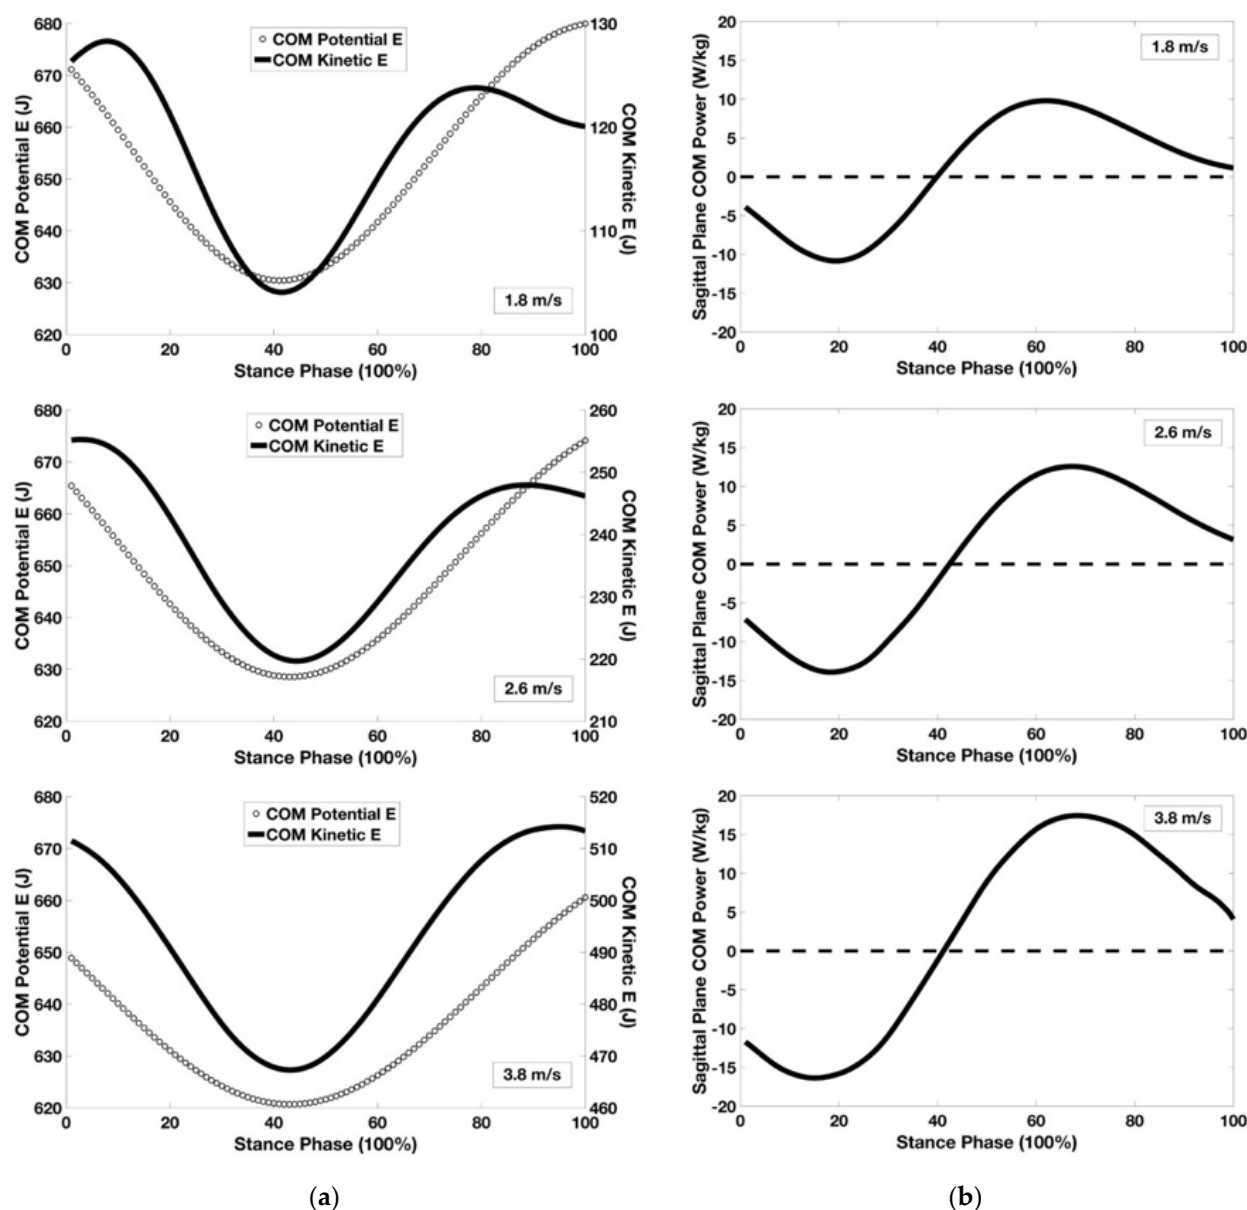 680
670
660
650
640
630
620
COM Potential E (J)
COM Potential E
COM Kinetic E
130
120
110
100
COM Kinetic E (J)
1.8 m/s
0 20 40 60 80 100
Stance Phase (100%)
20
15
10
5
0
-5
-10
-15
-20
Sagittal Plane COM Power (W/kg)
1.8 m/s
0 20 40 60 80 100
Stance Phase (100%)
680
670
660
650
640
630
620
COM Potential E (J)
COM Potential E
COM Kinetic E
260
250
240
230
220
210
COM Kinetic E (J)
2.6 m/s
0 20 40 60 80 100
Stance Phase (100%)
20
15
10
5
0
-5
-10
-15
-20
Sagittal Plane COM Power (W/kg)
2.6 m/s
0 20 40 60 80 100
Stance Phase (100%)
680
670
660
650
640
630
620
COM Potential E (J)
COM Potential E
COM Kinetic E
520
510
500
490
480
470
460
COM Kinetic E (J)
3.8 m/s
0 20 40 60 80 100
Stance Phase (100%)
20
15
10
5
0
-5
-10
-15
-20
Sagittal Plane COM Power (W/kg)
3.8 m/s
0 20 40 60 80 100
Stance Phase (100%)
(a)
(b)